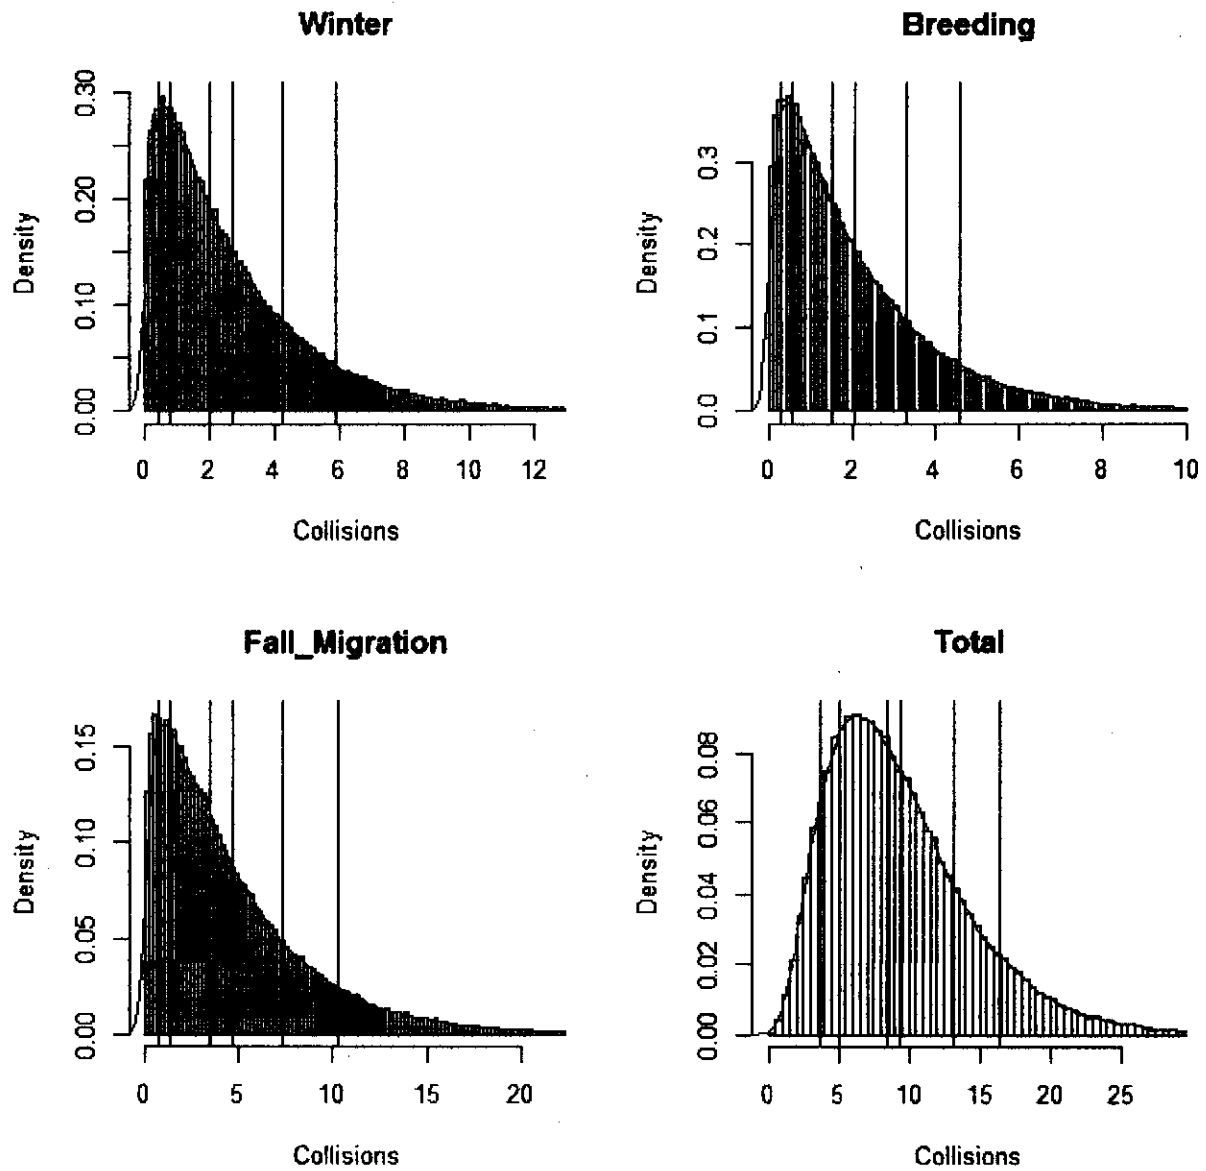 Winter
Density
0.00 0.10 0.20 0.30
0 2 4 6 8 10 12
Collisions
Breeding
Density
0.0 0.1 0.2 0.3
0 2 4 6 8 10
Collisions
Fall_Migration
Density
0.00 0.05 0.10 0.15
0 5 10 15 20
Collisions
Total
Density
0.00 0.02 0.04 0.06 0.08
0 5 10 15 20 25
Collisions